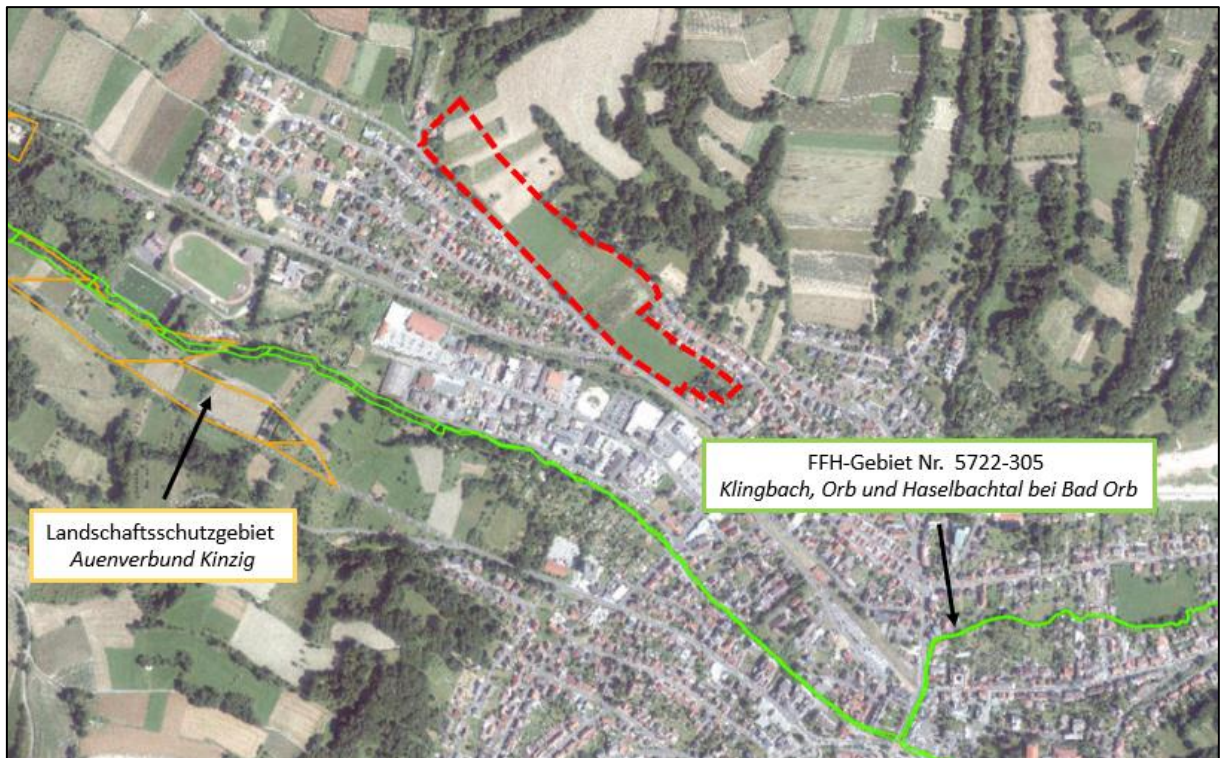 FFH-Gebiet Nr. 5722-305
Klingbach, Orb und Haselbachtal bei Bad Orb
Landschaftsschutzgebiet
Auenverbund Kinzig